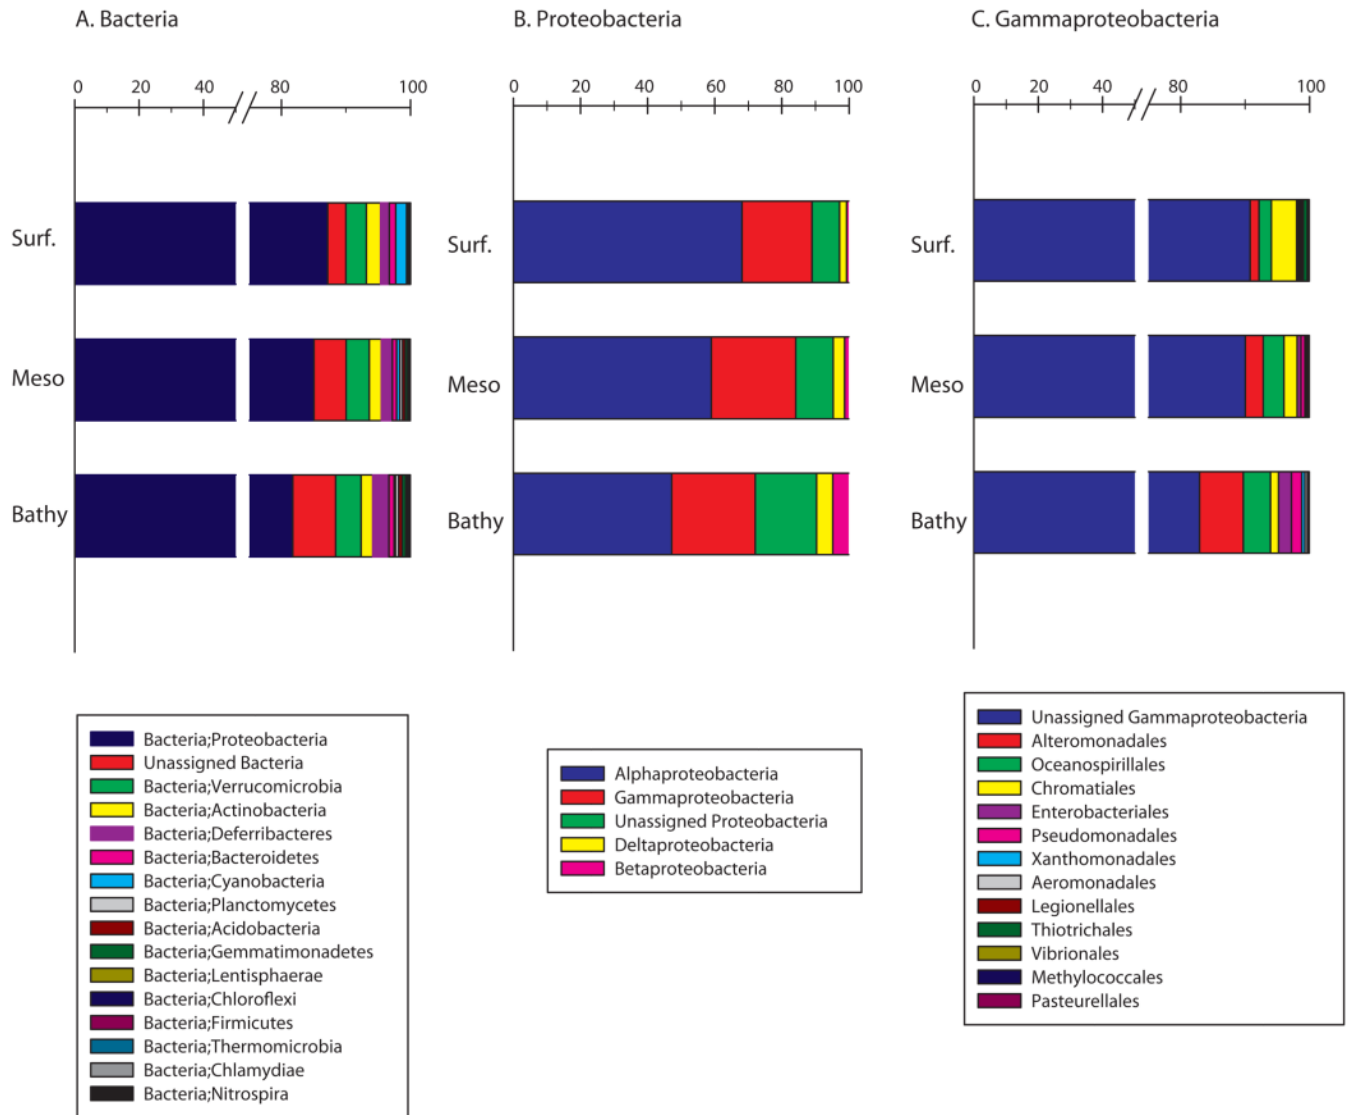 A. Bacteria
B. Proteobacteria
C. Gammaproteobacteria
0 20 40 80 100
0 20 40 60 80 100
0 20 40 80 100
Surf.
Meso
Bathy
Surf.
Meso
Bathy
Surf.
Meso
Bathy
Bacteria;Proteobacteria
Unassigned Bacteria
Bacteria;Verrucomicrobia
Bacteria;Actinobacteria
Bacteria;Deferribacteres
Bacteria;Bacteroidetes
Bacteria;Cyanobacteria
Bacteria;Planctomycetes
Bacteria;Acidobacteria
Bacteria;Gemmatimonadetes
Bacteria;Lentisphaerae
Bacteria;Chloroflexi
Bacteria;Firmicutes
Bacteria;Thermomicrobia
Bacteria;Chlamydiae
Bacteria;Nitrospira
Alphaproteobacteria
Gammaproteobacteria
Unassigned Proteobacteria
Deltaproteobacteria
Betaproteobacteria
Unassigned Gammaproteobacteria
Alteromonadales
Oceanospirillales
Chromatiales
Enterobacteriales
Pseudomonadales
Xanthomonadales
Aeromonadales
Legionellales
Thiotrichales
Vibrionales
Methylococcales
Pasteurellales